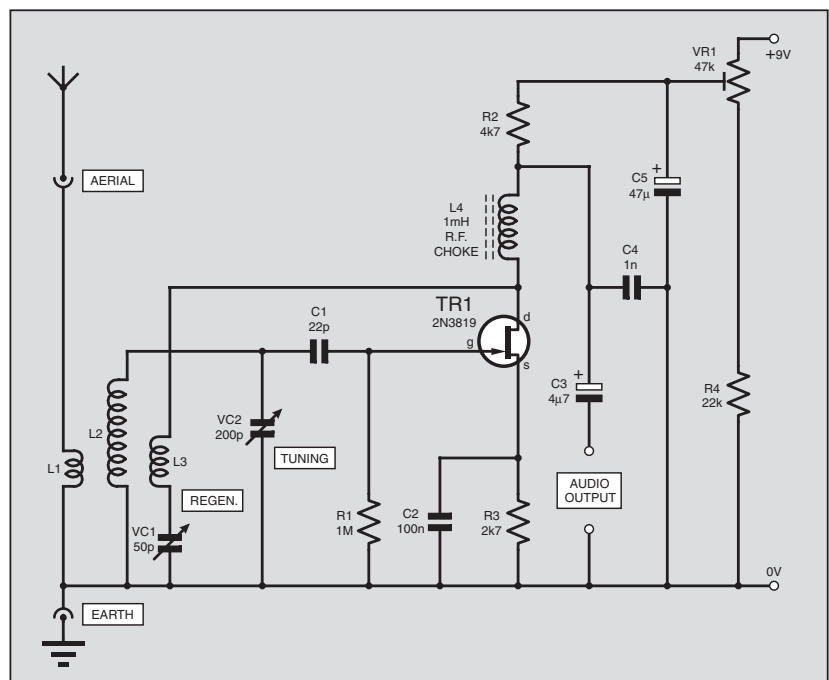 VR1
47k
+9V
R2
4k7
AERIAL
C5
47µ
+
L4
1mH
R.F.
CHOKE
C4
1n
TR1
2N3819
d
g
s
C1
22p
C3
4µ7
+
R4
22k
VC2
200p
TUNING
L1
L2
L3
REGEN.
VC1
50p
R1
1M
C2
100n
R3
2k7
AUDIO
OUTPUT
0V
EARTH